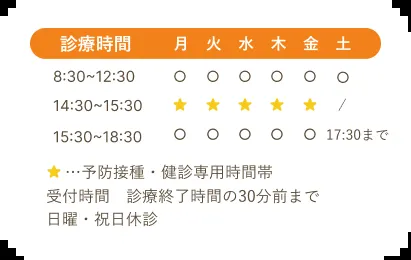 診療時間 月 火 水 木 金 土
8:30~12:30 ○ ○ ○ ○ ○ ○
14:30~15:30 ★ ★ ★ ★ ★ /
15:30~18:30 ○ ○ ○ ○ ○ 17:30まで
★…予防接種・健診専用時間帯
受付時間 診療終了時間の30分前まで
日曜・祝日休診